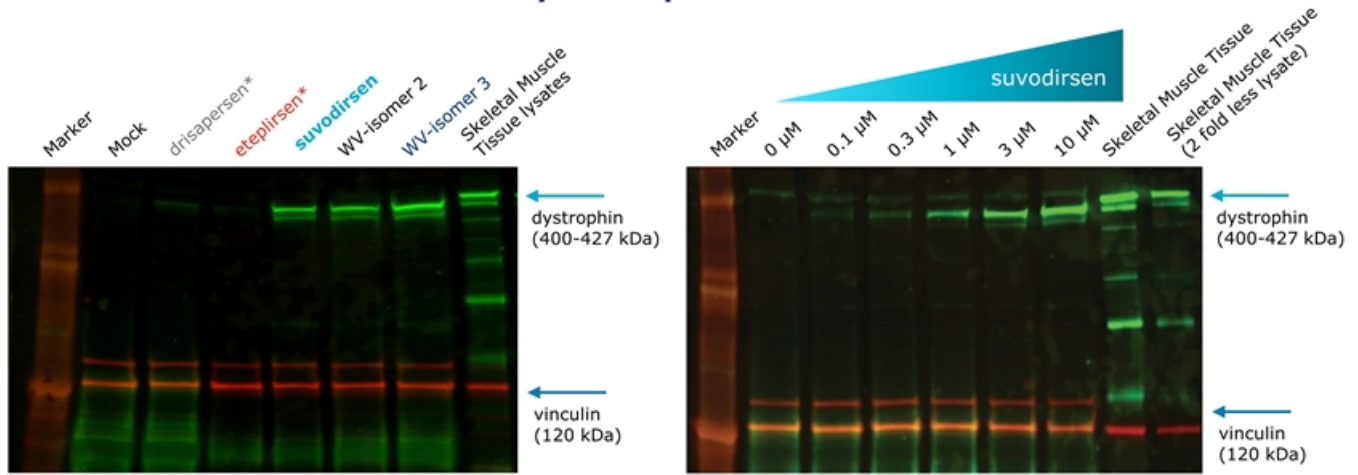 Marker
Mock
drisapersen*
eteplirsen*
suvodirsen
WV-isomer 2
WV-isomer 3
Skeletal Muscle
Tissue lysates
dystrophin
(400-427 kDa)
vinculin
(120 kDa)
suvodirsen
Marker
0 µM
0.1 µM
0.3 µM
1 µM
3 µM
10 µM
Skeletal Muscle Tissue
Skeletal Muscle Tissue
(2 fold less lysate)
dystrophin
(400-427 kDa)
vinculin
(120 kDa)